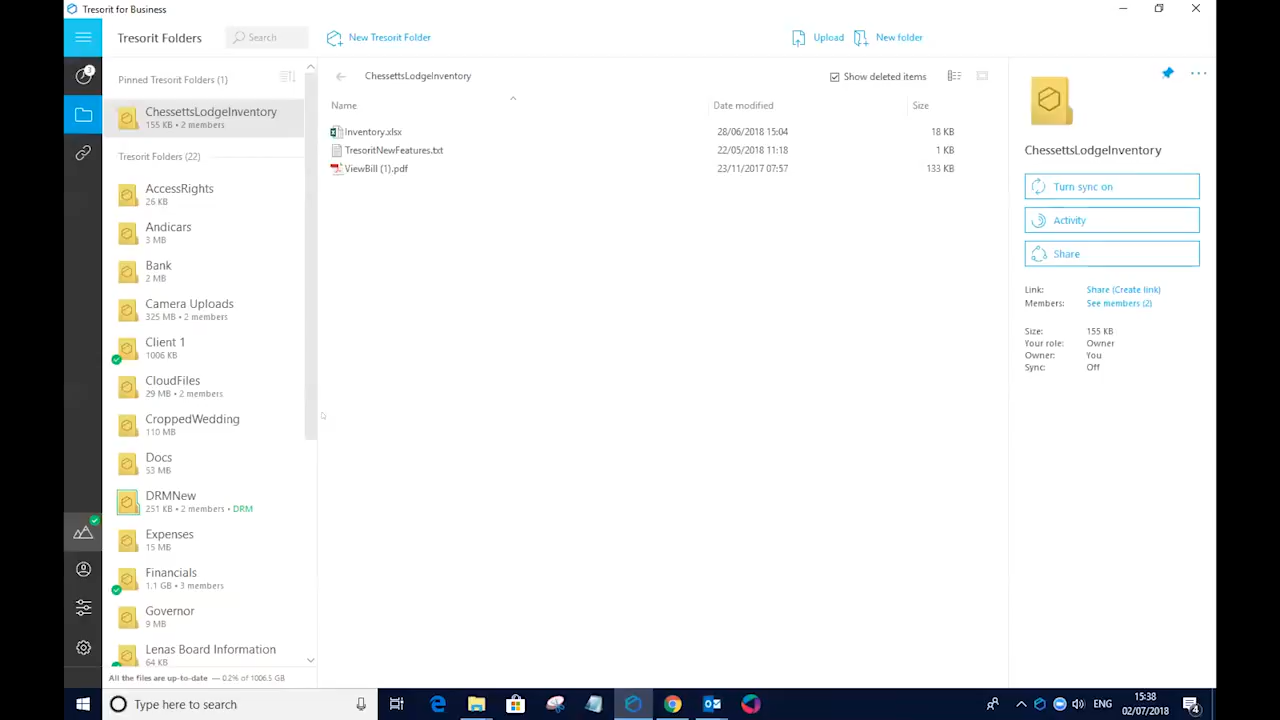 Tresorit for Business
Tresorit Folders
Search
New Tresorit Folder
Upload
New folder
Pinned Tresorit Folders (1)
ChessettsLodgeInventory
155 KB • 2 members
Tresorit Folders (22)
AccessRights
26 KB
Andicars
3 MB
Bank
2 MB
Camera Uploads
325 MB • 2 members
Client 1
1006 KB
CloudFiles
29 MB • 2 members
CroppedWedding
110 MB
Docs
53 MB
DRMNew
251 KB • 2 members • DRM
Expenses
15 MB
Financials
1.1 GB • 3 members
Governor
9 MB
Lenas Board Information
64 KB
All the files are up-to-date — 0.2% of 1006.5 GB
ChessettsLodgeInventory
Show deleted items
Name Date modified Size
Inventory.xlsx 28/06/2018 15:04 18 KB
TresoritNewFeatures.txt 22/05/2018 11:18 1 KB
ViewBill (1).pdf 23/11/2017 07:57 133 KB
ChessettsLodgeInventory
Turn sync on
Activity
Share
Link: Share (Create link)
Members: See members (2)
Size: 155 KB
Your role: Owner
Owner: You
Sync: Off
Type here to search
ENG
15:38
02/07/2018